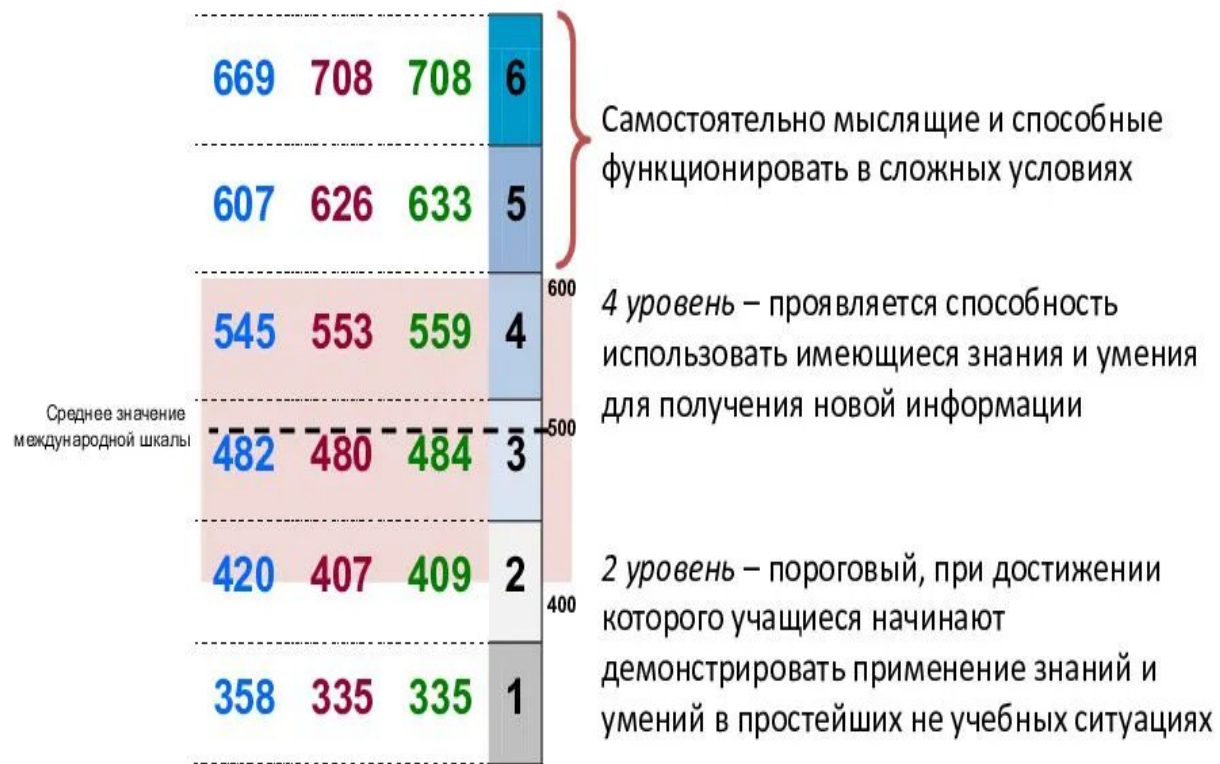 669 708 708 6
Самостоятельно мыслящие и способные
функционировать в сложных условиях
607 626 633 5
600
4 уровень – проявляется способность
использовать имеющиеся знания и умения
для получения новой информации
545 553 559 4
Среднее значение
международной шкалы
500
482 480 484 3
2 уровень – пороговый, при достижении
которого учащиеся начинают
демонстрировать применение знаний и
умений в простейших не учебных ситуациях
420 407 409 2
400
358 335 335 1